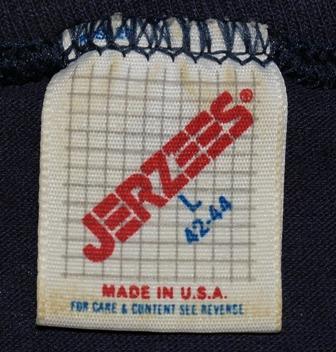 JERZEES®
L
42-44
MADE IN U.S.A.
FOR CARE & CONTENT SEE REVERSE